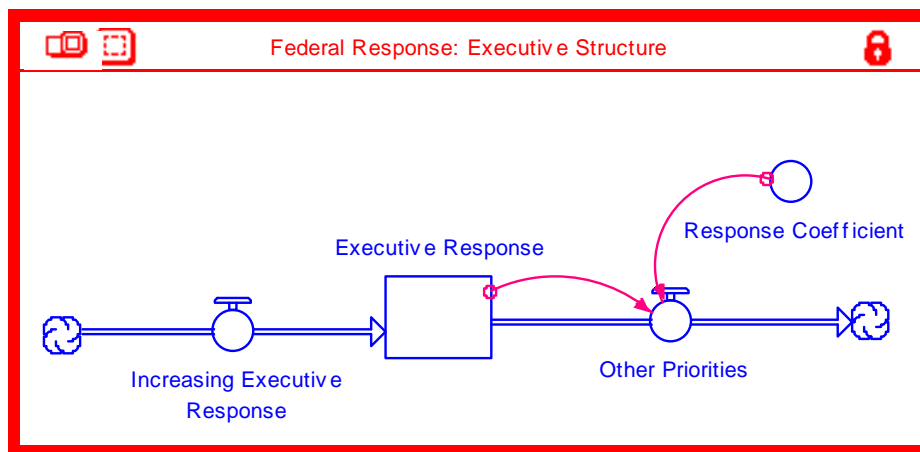 Federal Response: Executive Structure
Response Coefficient
Executive Response
Other Priorities
Increasing Executive
Response